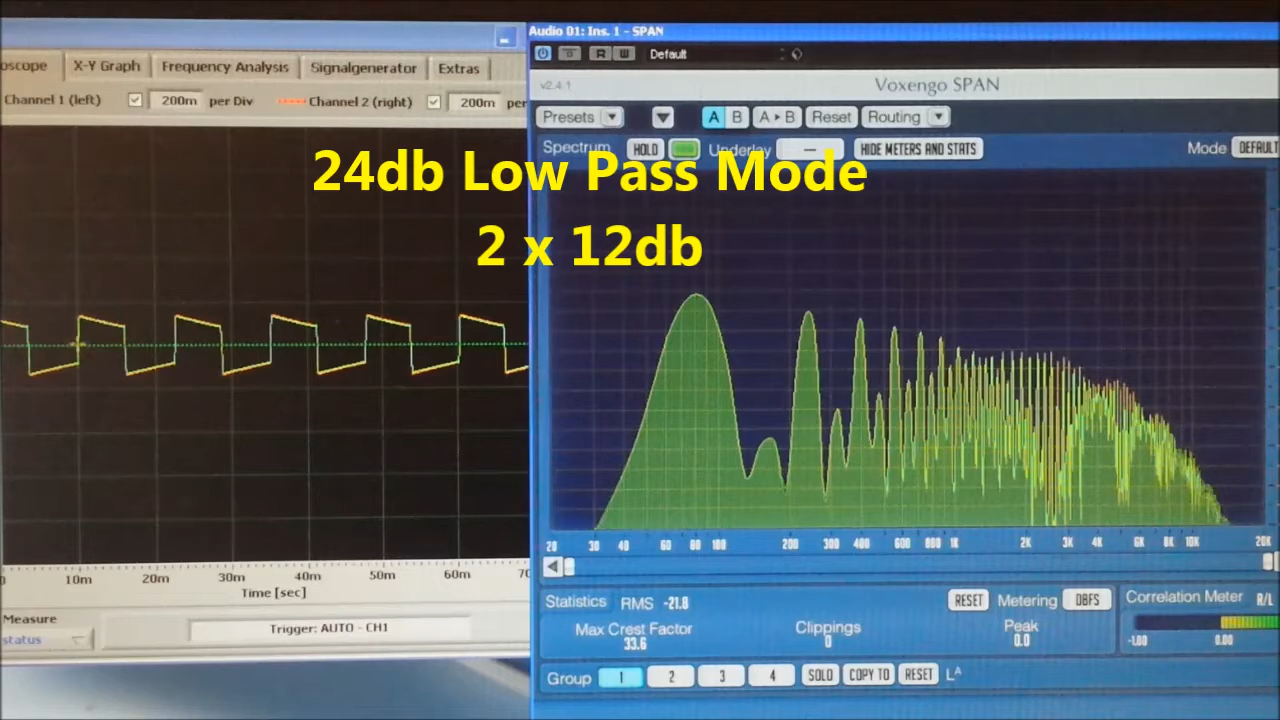 Audio 01: Ins. 1 - SPAN
R W Default
oscope X-Y Graph Frequency Analysis Signalgenerator Extras
v2.4.1 Voxengo SPAN
Channel 1 (left) 200m per Div Channel 2 (right) 200m per
Presets A B A ▸ B Reset Routing
Spectrum HOLD Underlay — HIDE METERS AND STATS Mode DEFAULT
24db Low Pass Mode
2 x 12db
20 30 40 60 80 100 200 300 400 600 800 1K 2K 3K 4K 6K 8K 10K 20K
0 10m 20m 30m 40m 50m 60m 70
Time [sec]
Measure
status
Trigger: AUTO - CH1
Statistics RMS -21.8 RESET Metering DBFS Correlation Meter R/L
Max Crest Factor Clippings Peak
33.6 0 0.0 -1.00 0.00
Group 1 2 3 4 SOLO COPY TO RESET LA